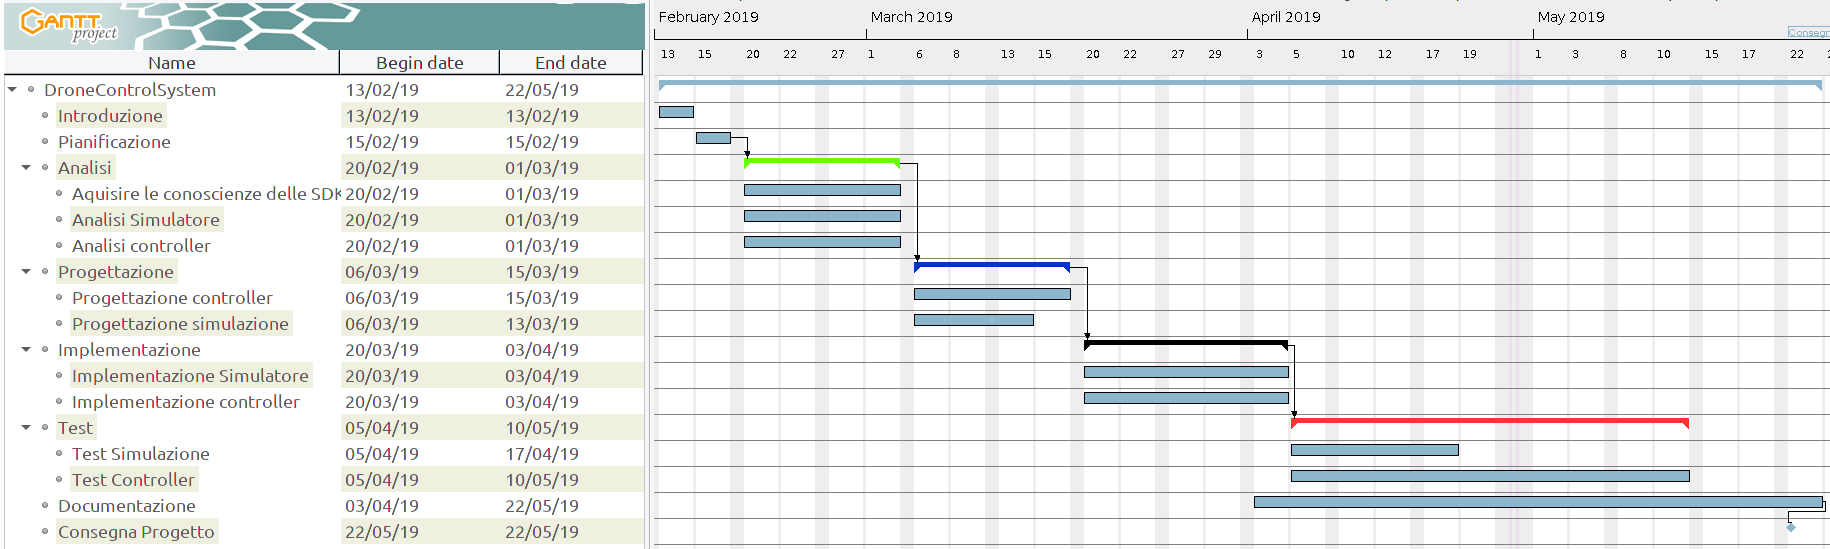 GANTT
project
Name Begin date End date
DroneControlSystem 13/02/19 22/05/19
Introduzione 13/02/19 13/02/19
Pianificazione 15/02/19 15/02/19
Analisi 20/02/19 01/03/19
Aquisire le conoscienze delle SDK 20/02/19 01/03/19
Analisi Simulatore 20/02/19 01/03/19
Analisi controller 20/02/19 01/03/19
Progettazione 06/03/19 15/03/19
Progettazione controller 06/03/19 15/03/19
Progettazione simulazione 06/03/19 13/03/19
Implementazione 20/03/19 03/04/19
Implementazione Simulatore 20/03/19 03/04/19
Implementazione controller 20/03/19 03/04/19
Test 05/04/19 10/05/19
Test Simulazione 05/04/19 17/04/19
Test Controller 05/04/19 10/05/19
Documentazione 03/04/19 22/05/19
Consegna Progetto 22/05/19 22/05/19
February 2019 March 2019 April 2019 May 2019
Consegn
13 15 20 22 27 1 6 8 13 15 20 22 27 29 3 5 10 12 17 19 1 3 8 10 15 17 22